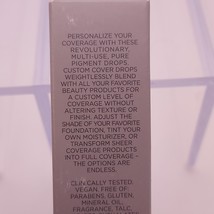 PERSONALIZE YOUR
COVERAGE WITH THESE
REVOLUTIONARY,
MULTI-USE, PURE
PIGMENT DROPS.
CUSTOM COVER DROPS
WEIGHTLESSLY BLEND
WITH ALL YOUR FAVORITE
BEAUTY PRODUCTS FOR
A CUSTOM LEVEL OF
COVERAGE WITHOUT
ALTERING TEXTURE OR
FINISH. ADJUST THE
SHADE OF YOUR FAVORITE
FOUNDATION, TINT YOUR
OWN MOISTURIZER, OR
TRANSFORM SHEER
COVERAGE PRODUCTS
INTO FULL COVERAGE -
THE OPTIONS ARE
ENDLESS.
CLINICALLY TESTED
VEGAN. FREE OF:
PARABENS, GLUTEN,
MINERAL OIL,
FRAGRANCE, TALC,